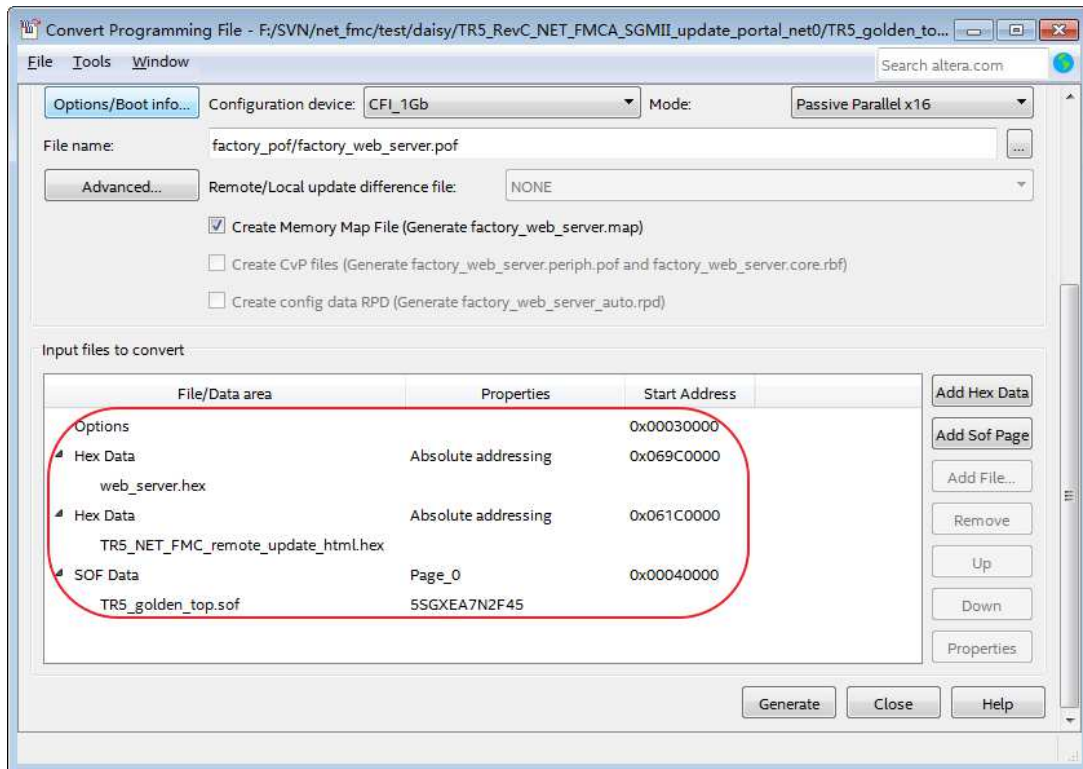 Convert Programming File - F:/SVN/net_fmc/test/daisy/TR5_RevC_NET_FMCA_SGMII_update_portal_net0/TR5_golden_to...
File Tools Window Search altera.com
Options/Boot info... Configuration device: CFI_1Gb Mode: Passive Parallel x16
File name: factory_pof/factory_web_server.pof ...
Advanced... Remote/Local update difference file: NONE
Create Memory Map File (Generate factory_web_server.map)
Create CvP files (Generate factory_web_server.periph.pof and factory_web_server.core.rbf)
Create config data RPD (Generate factory_web_server_auto.rpd)
Input files to convert
File/Data area Properties Start Address
Add Hex Data
Options 0x00030000
Add Sof Page
Hex Data Absolute addressing 0x069C0000
Add File...
web_server.hex
Hex Data Absolute addressing 0x061C0000
Remove
TR5_NET_FMC_remote_update_html.hex
Up
SOF Data Page_0 0x00040000
TR5_golden_top.sof 5SGXEA7N2F45
Down
Properties
Generate Close Help